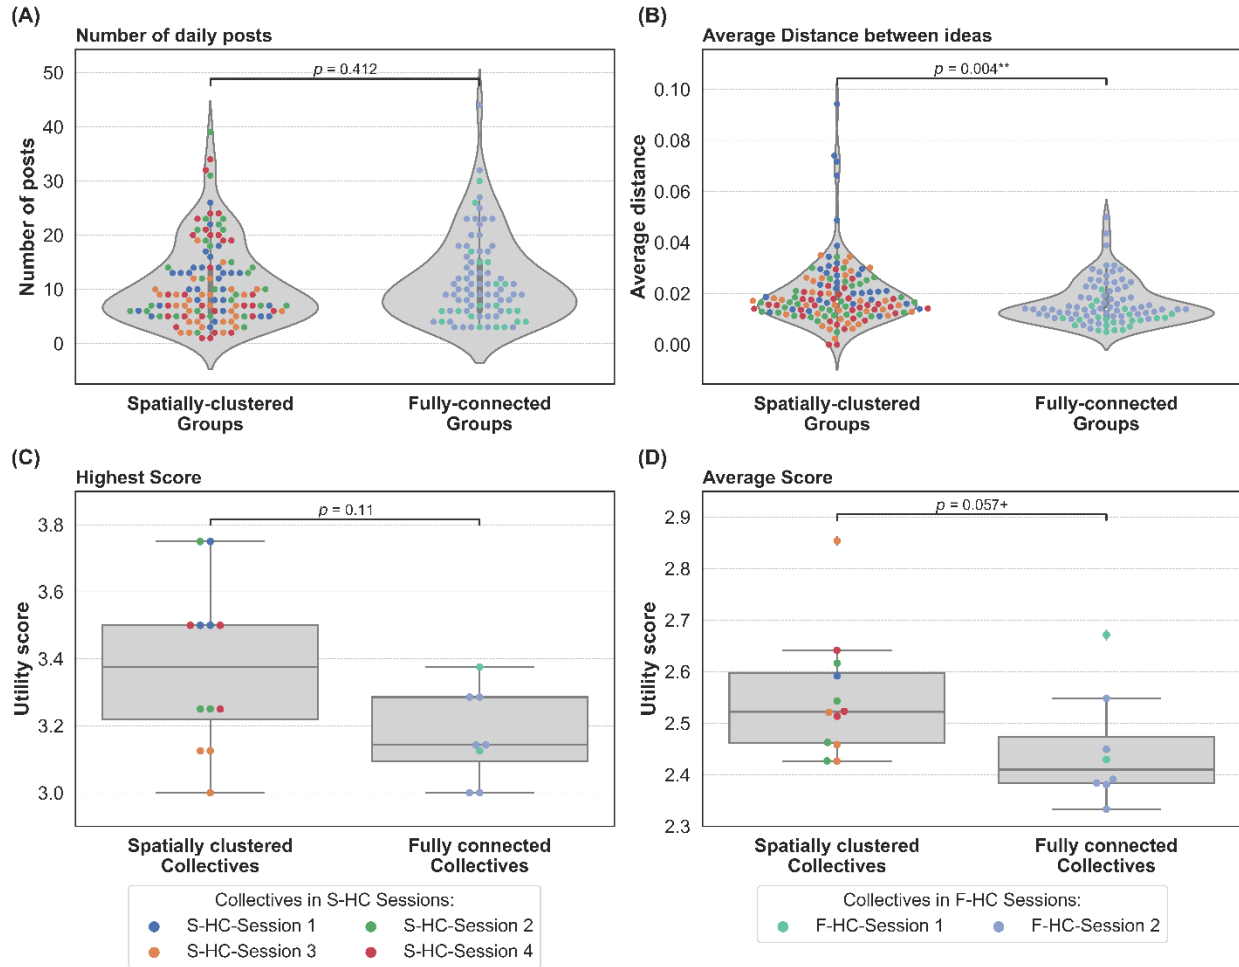 (A)
Number of daily posts
p = 0.412
50
40
30
20
10
0
Number of posts
Spatially-clustered
Groups
Fully-connected
Groups
(B)
Average Distance between ideas
p = 0.004**
0.10
0.08
0.06
0.04
0.02
0.00
Average distance
Spatially-clustered
Groups
Fully-connected
Groups
(C)
Highest Score
p = 0.11
3.8
3.6
3.4
3.2
3.0
Utility score
Spatially clustered
Collectives
Fully connected
Collectives
(D)
Average Score
p = 0.057+
2.9
2.8
2.7
2.6
2.5
2.4
2.3
Utility score
Spatially clustered
Collectives
Fully connected
Collectives
Collectives in S-HC Sessions:
S-HC-Session 1
S-HC-Session 2
S-HC-Session 3
S-HC-Session 4
Collectives in F-HC Sessions:
F-HC-Session 1
F-HC-Session 2